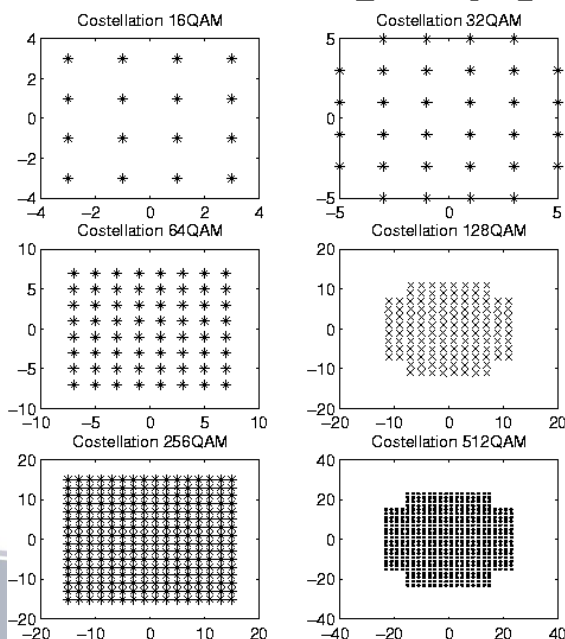 Costellation 16QAM
4
2
0
−2
−4
−4 −2 0 2 4
Costellation 32QAM
5
0
−5
−5 0 5
Costellation 64QAM
10
5
0
−5
−10
−10 −5 0 5 10
Costellation 128QAM
20
10
0
−10
−20
−20 −10 0 10 20
Costellation 256QAM
20
10
0
−10
−20
−20 −10 0 10 20
Costellation 512QAM
40
20
0
−20
−40
−40 −20 0 20 40